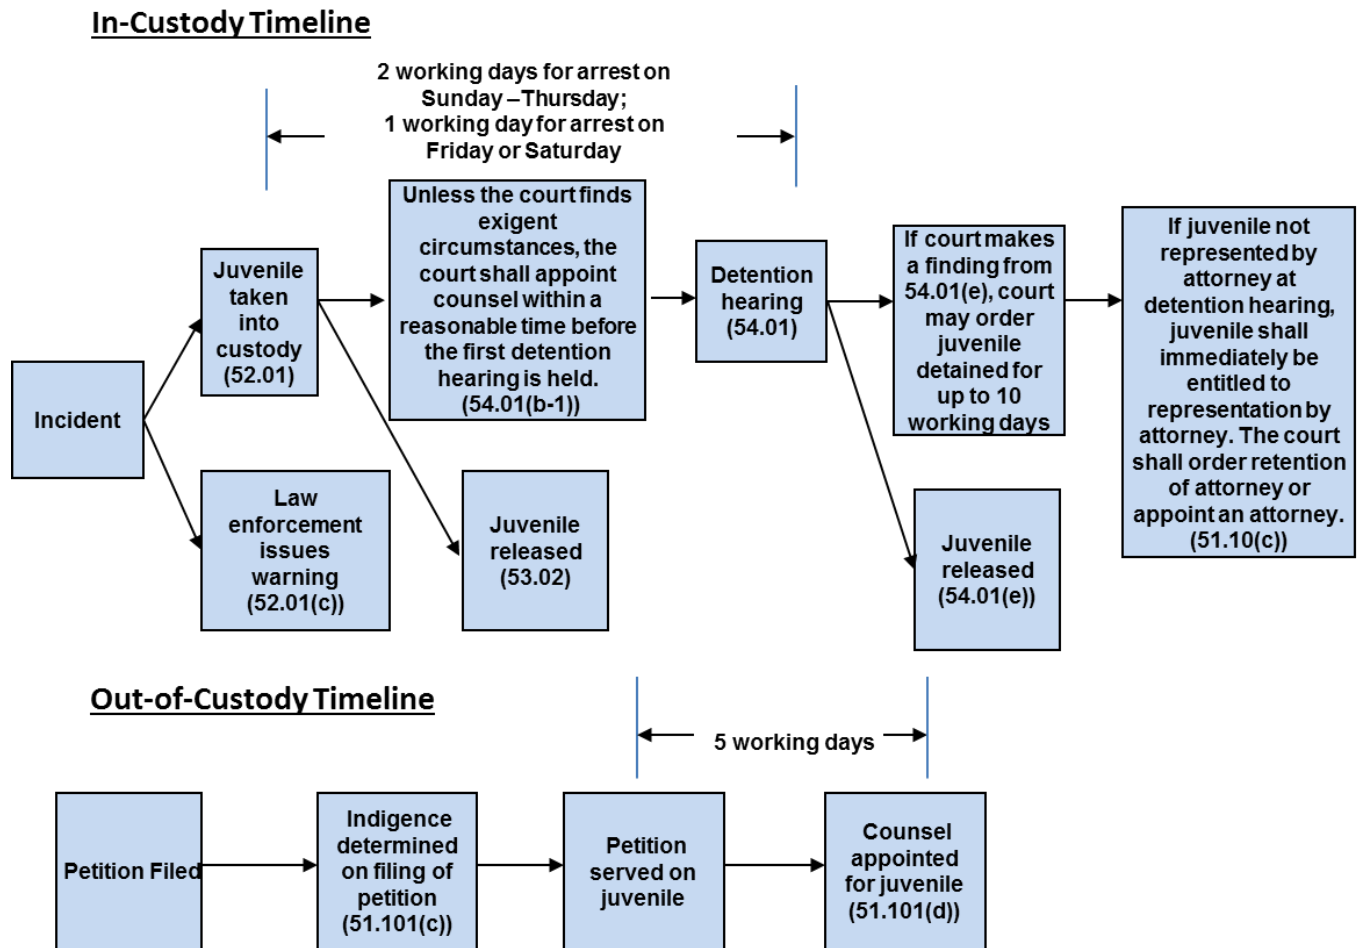 In-Custody Timeline
2 working days for arrest on
Sunday –Thursday;
1 working day for arrest on
Friday or Saturday
Incident
Juvenile
taken
into
custody
(52.01)
Law
enforcement
issues
warning
(52.01(c))
Unless the court finds
exigent
circumstances, the
court shall appoint
counsel within a
reasonable time before
the first detention
hearing is held.
(54.01(b-1))
Juvenile
released
(53.02)
Detention
hearing
(54.01)
If court makes
a finding from
54.01(e), court
may order
juvenile
detained for
up to 10
working days
Juvenile
released
(54.01(e))
If juvenile not
represented by
attorney at
detention hearing,
juvenile shall
immediately be
entitled to
representation by
attorney. The court
shall order retention
of attorney or
appoint an attorney.
(51.10(c))
Out-of-Custody Timeline
5 working days
Petition Filed
Indigence
determined
on filing of
petition
(51.101(c))
Petition
served on
juvenile
Counsel
appointed
for juvenile
(51.101(d))